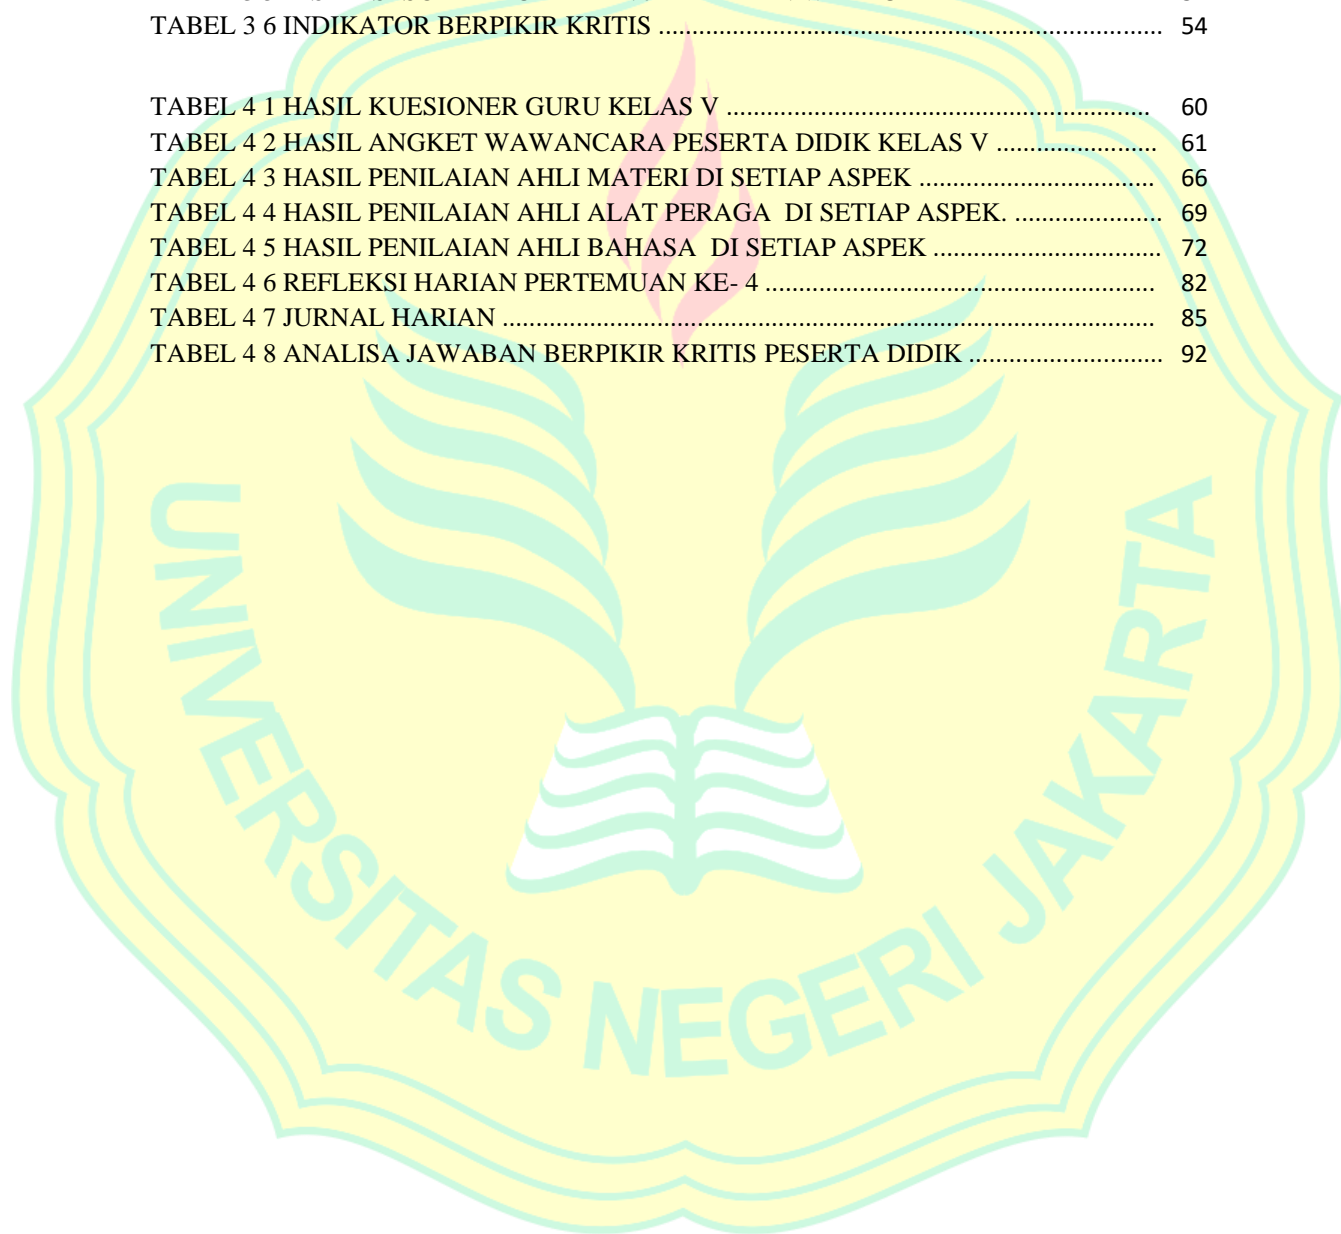 TABEL 3 6 INDIKATOR BERPIKIR KRITIS ........................................................................... 54
TABEL 4 1 HASIL KUESIONER GURU KELAS V ............................................................... 60
TABEL 4 2 HASIL ANGKET WAWANCARA PESERTA DIDIK KELAS V ........................ 61
TABEL 4 3 HASIL PENILAIAN AHLI MATERI DI SETIAP ASPEK ................................... 66
TABEL 4 4 HASIL PENILAIAN AHLI ALAT PERAGA  DI SETIAP ASPEK. ...................... 69
TABEL 4 5 HASIL PENILAIAN AHLI BAHASA  DI SETIAP ASPEK .................................. 72
TABEL 4 6 REFLEKSI HARIAN PERTEMUAN KE- 4 .......................................................... 82
TABEL 4 7 JURNAL HARIAN ................................................................................................. 85
TABEL 4 8 ANALISA JAWABAN BERPIKIR KRITIS PESERTA DIDIK ............................. 92
UNIVERSITAS NEGERI JAKARTA